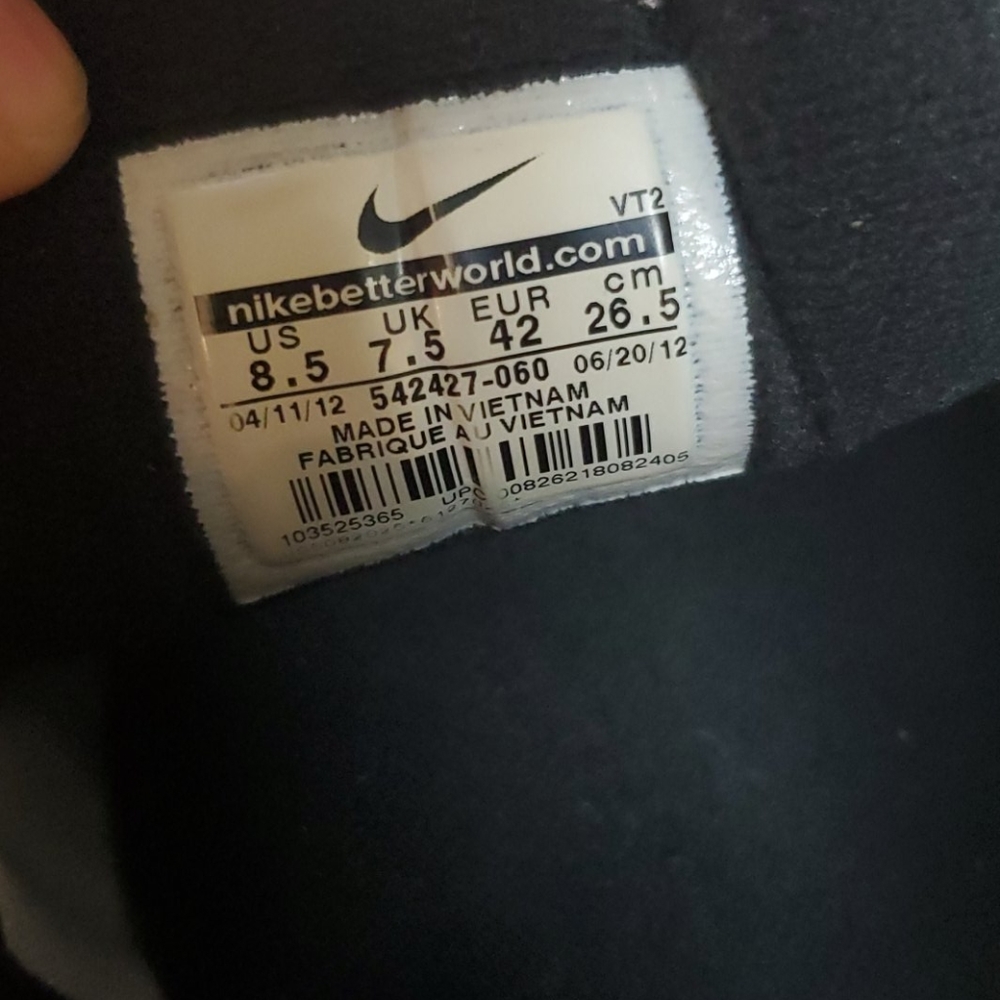 VT2
nikebetterworld.com
US UK EUR cm
8.5 7.5 42 26.5
04/11/12 542427-060 06/20/12
MADE IN VIETNAM
FABRIQUE AU VIETNAM
103525365 UPC 00826218082405